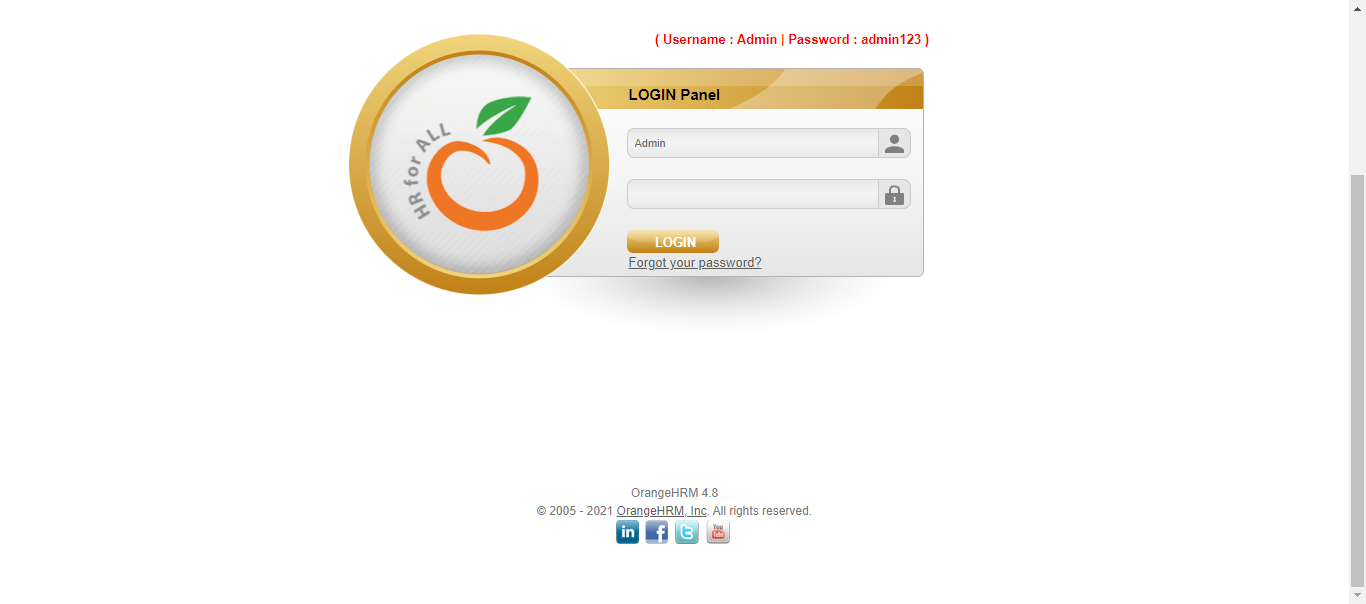 ( Username : Admin | Password : admin123 )
LOGIN Panel
HR for ALL
Admin
LOGIN
Forgot your password?
OrangeHRM 4.8
© 2005 - 2021 OrangeHRM, Inc. All rights reserved.
in f t You Tube